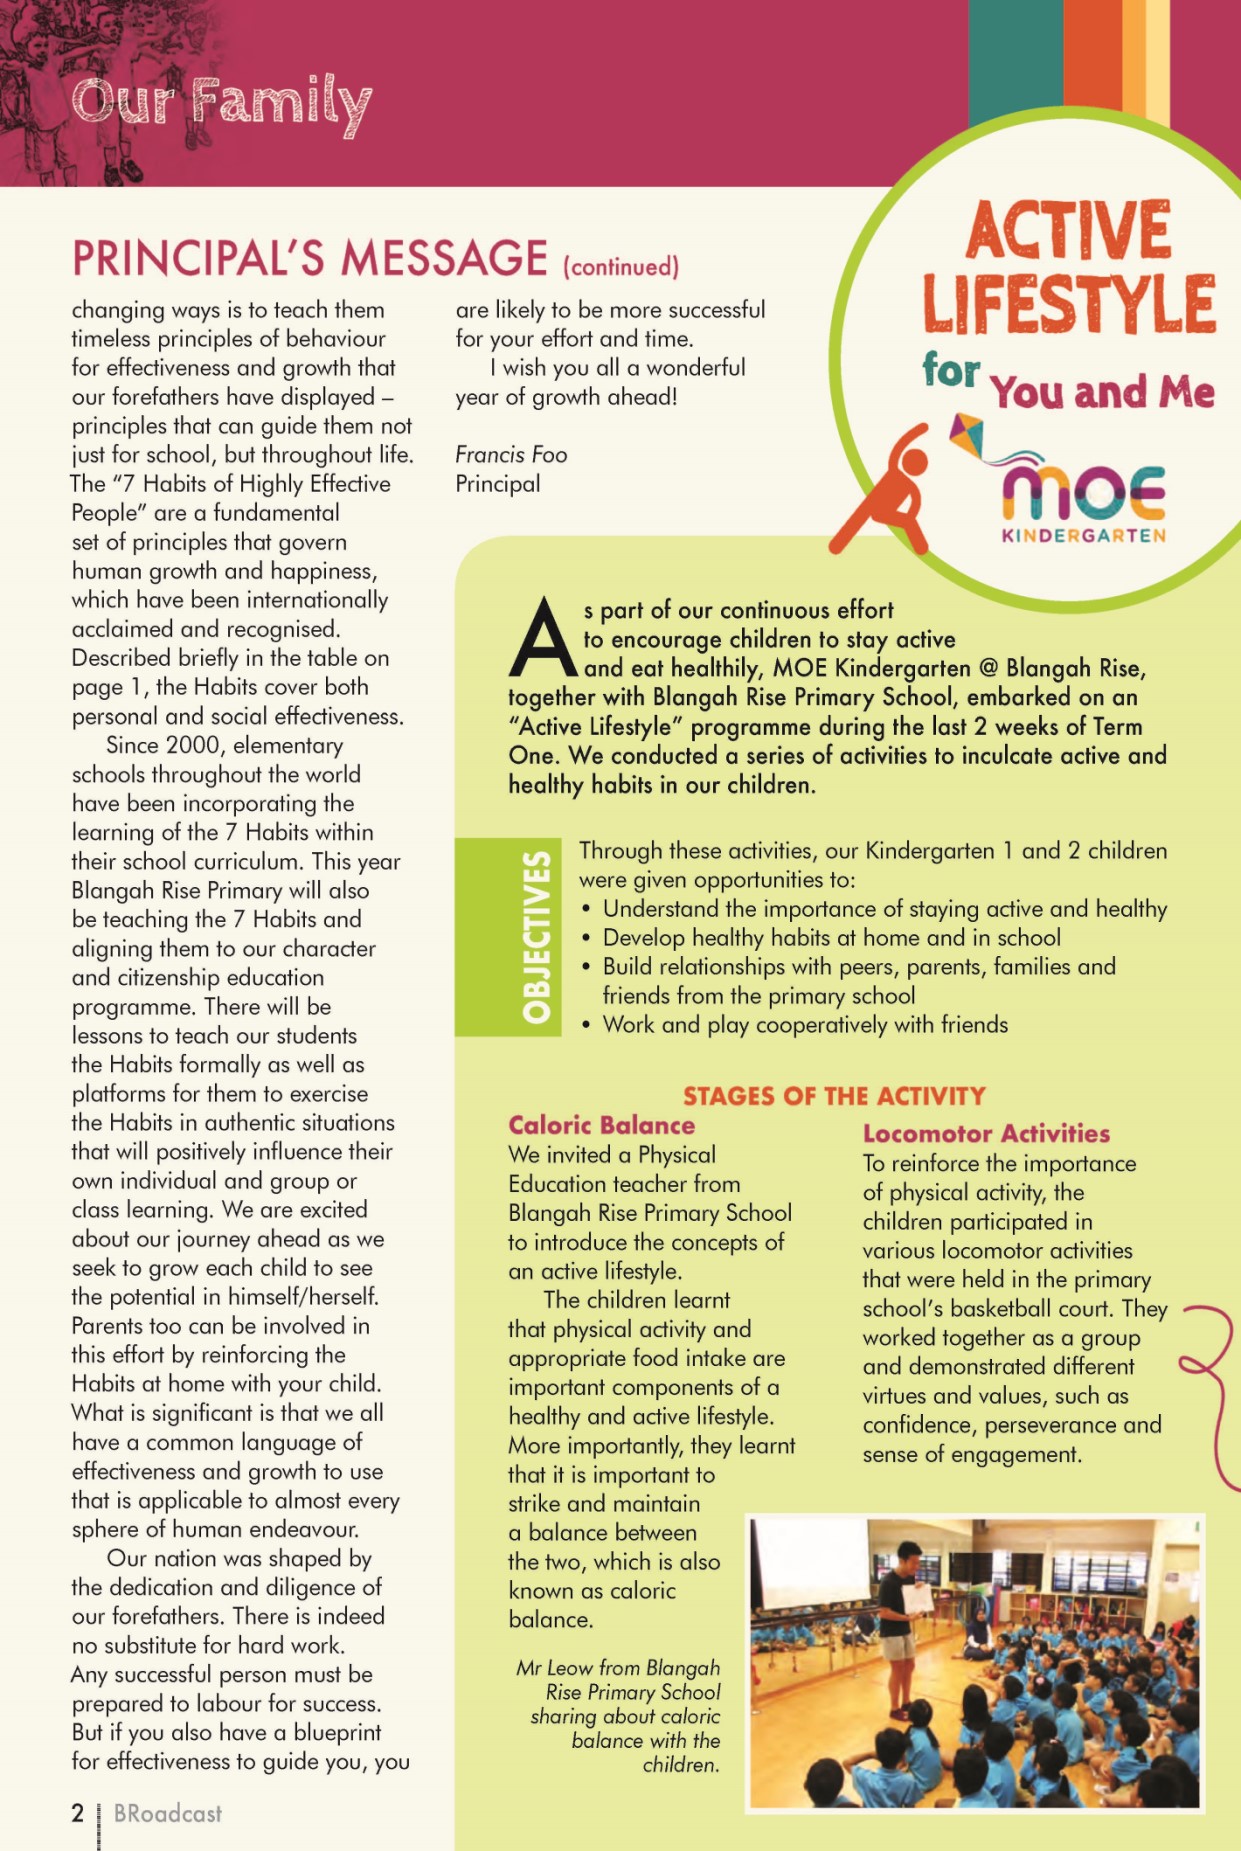 Our Family
PRINCIPAL'S MESSAGE (continued)
changing ways is to teach them
timeless principles of behaviour
for effectiveness and growth that
our forefathers have displayed –
principles that can guide them not
just for school, but throughout life.
The “7 Habits of Highly Effective
People” are a fundamental
set of principles that govern
human growth and happiness,
which have been internationally
acclaimed and recognised.
Described briefly in the table on
page 1, the Habits cover both
personal and social effectiveness.
Since 2000, elementary
schools throughout the world
have been incorporating the
learning of the 7 Habits within
their school curriculum. This year
Blangah Rise Primary will also
be teaching the 7 Habits and
aligning them to our character
and citizenship education
programme. There will be
lessons to teach our students
the Habits formally as well as
platforms for them to exercise
the Habits in authentic situations
that will positively influence their
own individual and group or
class learning. We are excited
about our journey ahead as we
seek to grow each child to see
the potential in himself/herself.
Parents too can be involved in
this effort by reinforcing the
Habits at home with your child.
What is significant is that we all
have a common language of
effectiveness and growth to use
that is applicable to almost every
sphere of human endeavour.
Our nation was shaped by
the dedication and diligence of
our forefathers. There is indeed
no substitute for hard work.
Any successful person must be
prepared to labour for success.
But if you also have a blueprint
for effectiveness to guide you, you
are likely to be more successful
for your effort and time.
I wish you all a wonderful
year of growth ahead!
Francis Foo
Principal
ACTIVE
LIFESTYLE
for You and Me
MOE
KINDERGARTEN
As part of our continuous effort
to encourage children to stay active
and eat healthily, MOE Kindergarten @ Blangah Rise,
together with Blangah Rise Primary School, embarked on an
“Active Lifestyle” programme during the last 2 weeks of Term
One. We conducted a series of activities to inculcate active and
healthy habits in our children.
OBJECTIVES
Through these activities, our Kindergarten 1 and 2 children
were given opportunities to:
• Understand the importance of staying active and healthy
• Develop healthy habits at home and in school
• Build relationships with peers, parents, families and
friends from the primary school
• Work and play cooperatively with friends
STAGES OF THE ACTIVITY
Caloric Balance
We invited a Physical
Education teacher from
Blangah Rise Primary School
to introduce the concepts of
an active lifestyle.
The children learnt
that physical activity and
appropriate food intake are
important components of a
healthy and active lifestyle.
More importantly, they learnt
that it is important to
strike and maintain
a balance between
the two, which is also
known as caloric
balance.
Mr Leow from Blangah
Rise Primary School
sharing about caloric
balance with the
children.
Locomotor Activities
To reinforce the importance
of physical activity, the
children participated in
various locomotor activities
that were held in the primary
school's basketball court. They
worked together as a group
and demonstrated different
virtues and values, such as
confidence, perseverance and
sense of engagement.
2
BRoadcast